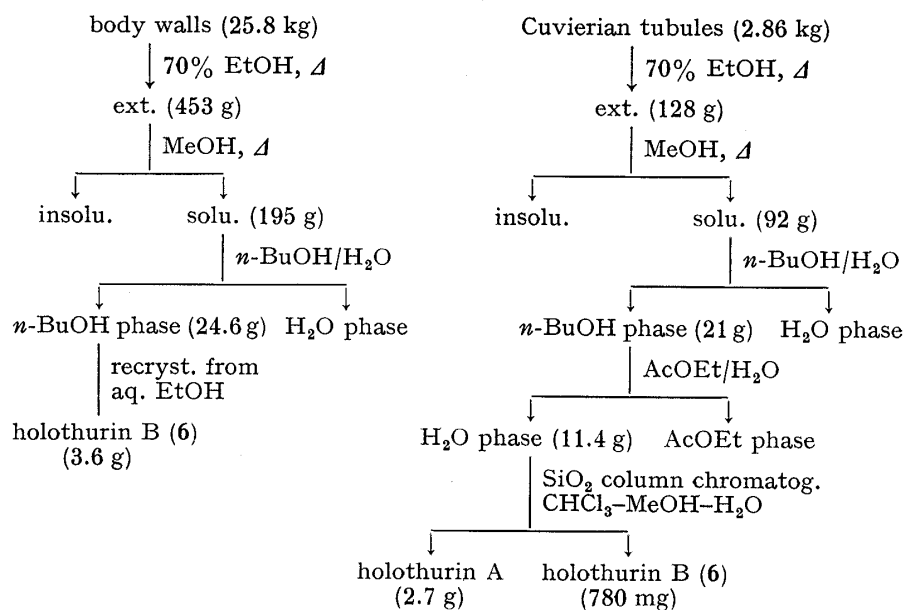 body walls (25.8 kg)
70% EtOH, Δ
ext. (453 g)
MeOH, Δ
insolu.
solu. (195 g)
n-BuOH/H₂O
n-BuOH phase (24.6 g)
H₂O phase
recryst. from
aq. EtOH
holothurin B (6)
(3.6 g)
Cuvierian tubules (2.86 kg)
70% EtOH, Δ
ext. (128 g)
MeOH, Δ
insolu.
solu. (92 g)
n-BuOH/H₂O
n-BuOH phase (21 g)
H₂O phase
AcOEt/H₂O
H₂O phase (11.4 g)
AcOEt phase
SiO₂ column chromatog.
CHCl₃–MeOH–H₂O
holothurin A
(2.7 g)
holothurin B (6)
(780 mg)